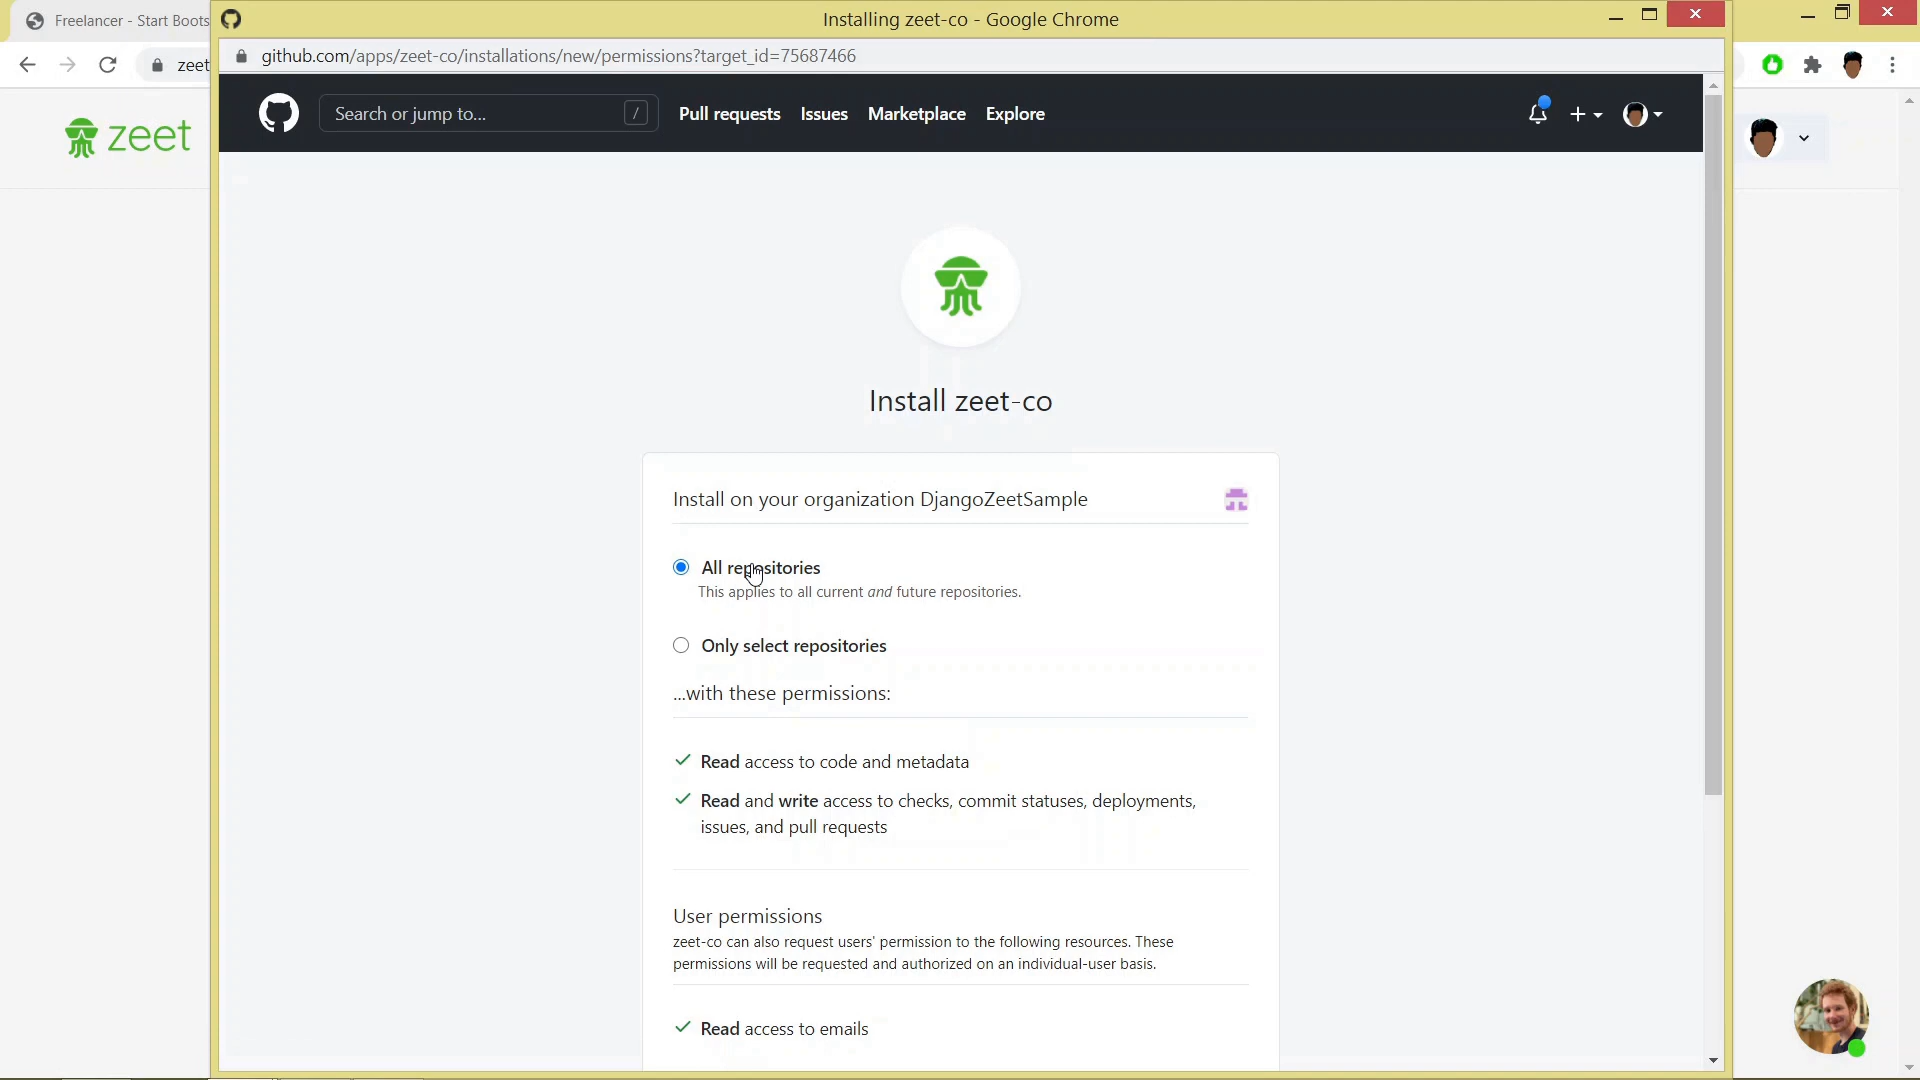 Freelancer - Start Boots
Installing zeet-co - Google Chrome
zeet
github.com/apps/zeet-co/installations/new/permissions?target_id=75687466
zeet
Search or jump to...
/
Pull requests
Issues
Marketplace
Explore
Install zeet-co
Install on your organization DjangoZeetSample
All repositories
This applies to all current and future repositories.
Only select repositories
...with these permissions:
Read access to code and metadata
Read and write access to checks, commit statuses, deployments,
issues, and pull requests
User permissions
zeet-co can also request users' permission to the following resources. These
permissions will be requested and authorized on an individual-user basis.
Read access to emails